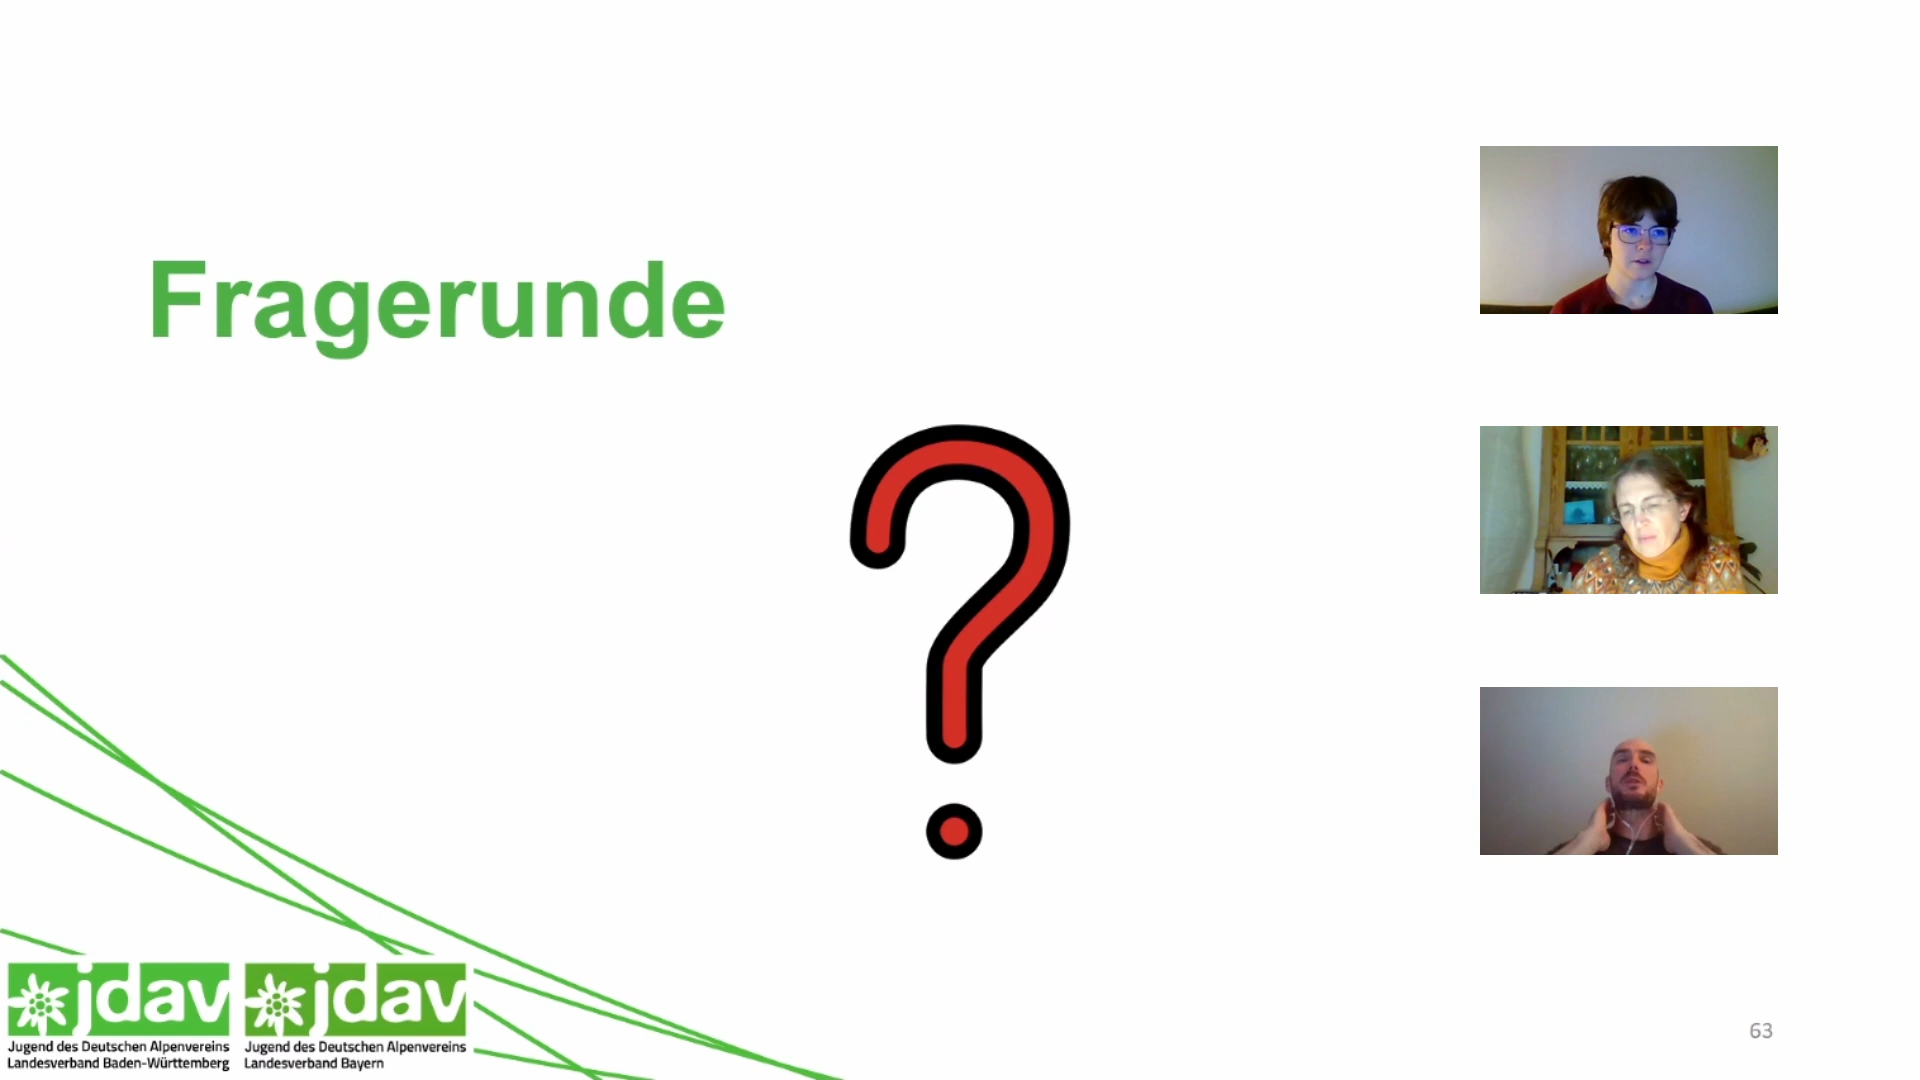 Fragerunde
?
jdav
Jugend des Deutschen Alpenvereins
Landesverband Baden-Württemberg
jdav
Jugend des Deutschen Alpenvereins
Landesverband Bayern
63